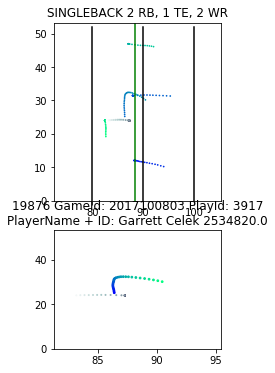 SINGLEBACK 2 RB, 1 TE, 2 WR
50
40
30
20
10
0
80 90 100
19876 GameId: 2017100803 PlayId: 3917
PlayerName + ID: Garrett Celek 2534820.0
40
20
0
85 90 95